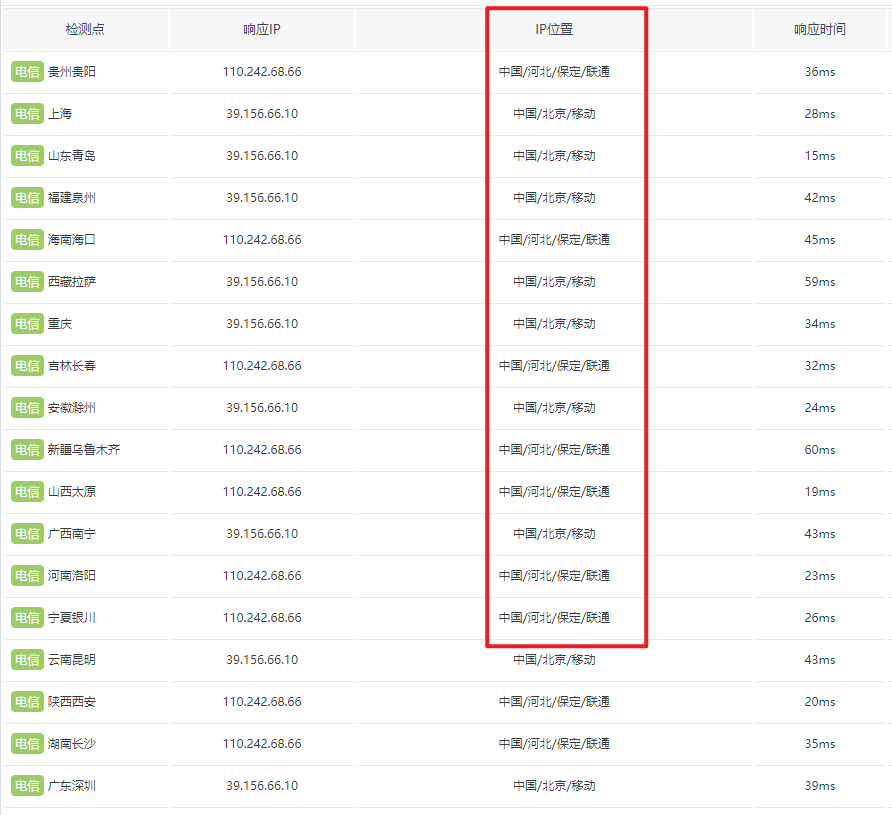 检测点 响应IP IP位置 响应时间
电信 贵州贵阳 110.242.68.66 中国/河北/保定/联通 36ms
电信 上海 39.156.66.10 中国/北京/移动 28ms
电信 山东青岛 39.156.66.10 中国/北京/移动 15ms
电信 福建泉州 39.156.66.10 中国/北京/移动 42ms
电信 海南海口 110.242.68.66 中国/河北/保定/联通 45ms
电信 西藏拉萨 39.156.66.10 中国/北京/移动 59ms
电信 重庆 39.156.66.10 中国/北京/移动 34ms
电信 吉林长春 110.242.68.66 中国/河北/保定/联通 32ms
电信 安徽滁州 39.156.66.10 中国/北京/移动 24ms
电信 新疆乌鲁木齐 110.242.68.66 中国/河北/保定/联通 60ms
电信 山西太原 110.242.68.66 中国/河北/保定/联通 19ms
电信 广西南宁 39.156.66.10 中国/北京/移动 43ms
电信 河南洛阳 110.242.68.66 中国/河北/保定/联通 23ms
电信 宁夏银川 110.242.68.66 中国/河北/保定/联通 26ms
电信 云南昆明 39.156.66.10 中国/北京/移动 43ms
电信 陕西西安 110.242.68.66 中国/河北/保定/联通 20ms
电信 湖南长沙 110.242.68.66 中国/河北/保定/联通 35ms
电信 广东深圳 39.156.66.10 中国/北京/移动 39ms